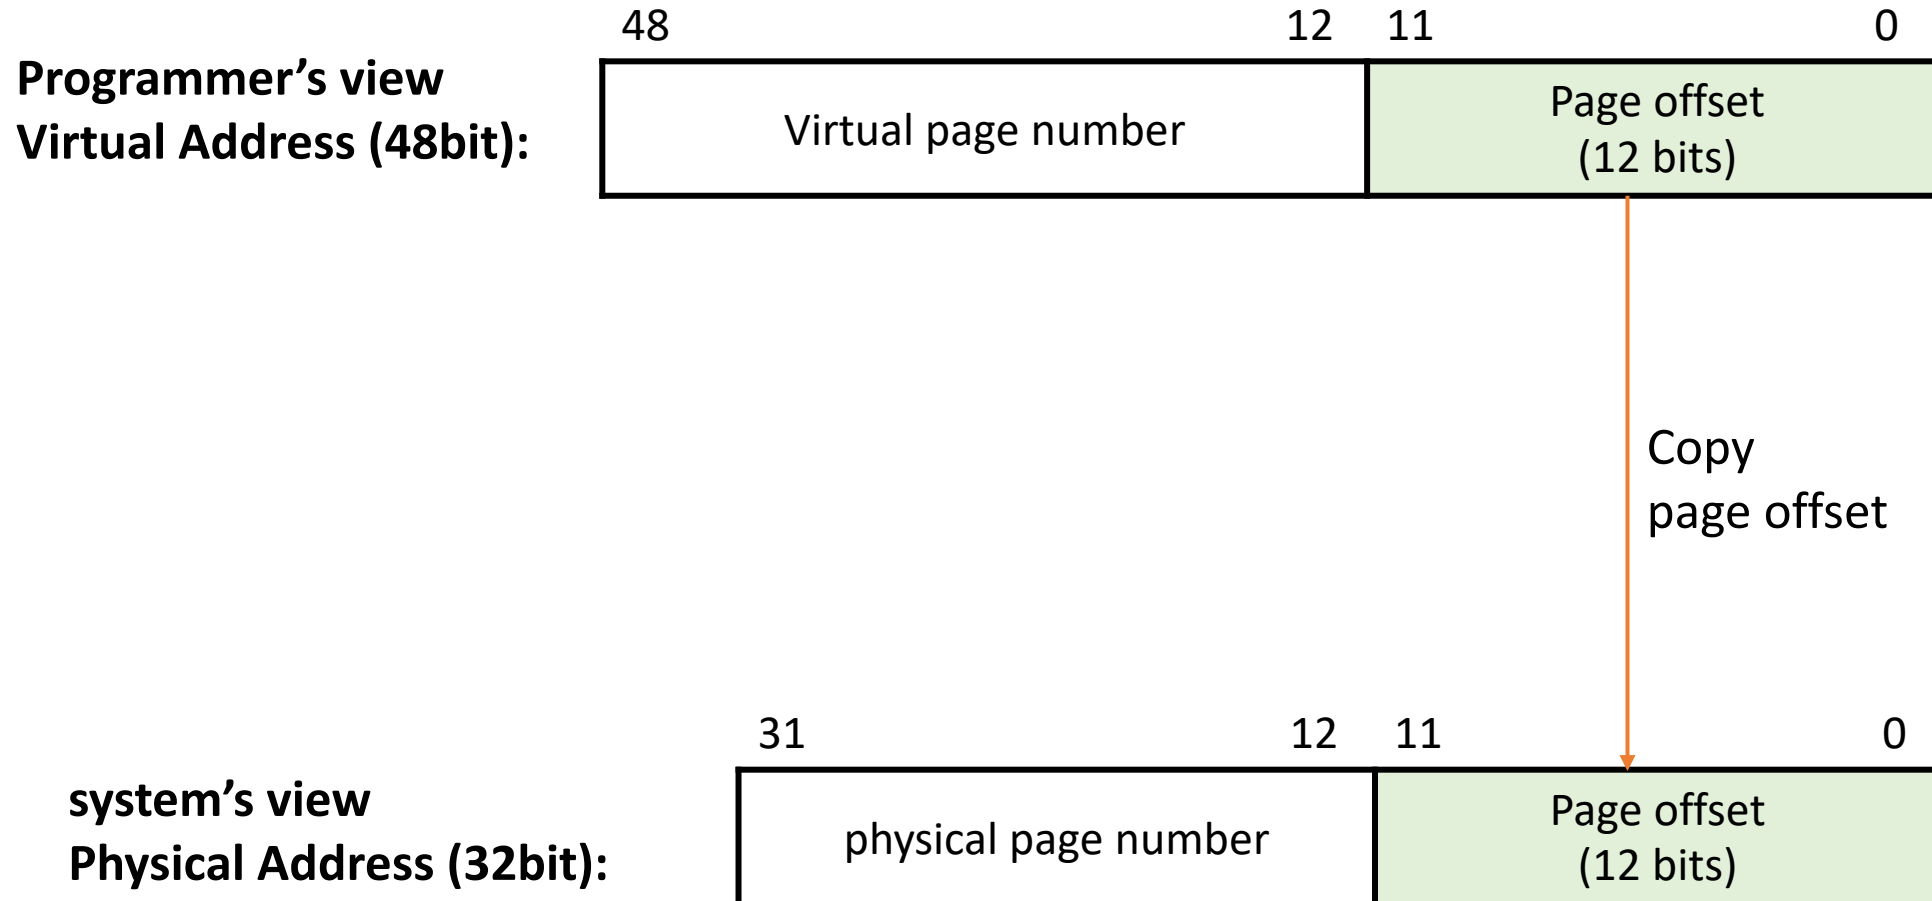 48 12 11 0
Programmer’s view
Virtual Address (48bit):
Virtual page number
Page offset
(12 bits)
Copy
page offset
31 12 11 0
system’s view
Physical Address (32bit):
physical page number
Page offset
(12 bits)